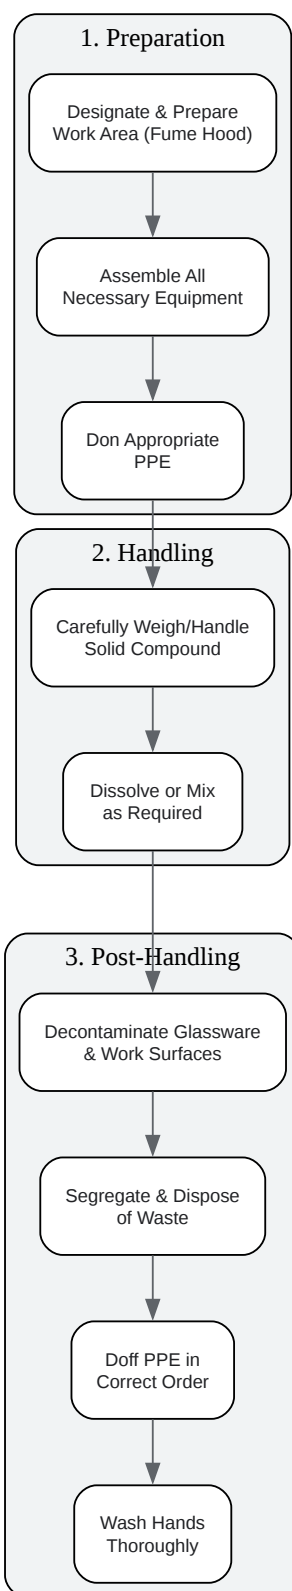 1. Preparation
Designate & Prepare
Work Area (Fume Hood)
Assemble All
Necessary Equipment
Don Appropriate
PPE
2. Handling
Carefully Weigh/Handle
Solid Compound
Dissolve or Mix
as Required
3. Post-Handling
Decontaminate Glassware
& Work Surfaces
Segregate & Dispose
of Waste
Doff PPE in
Correct Order
Wash Hands
Thoroughly